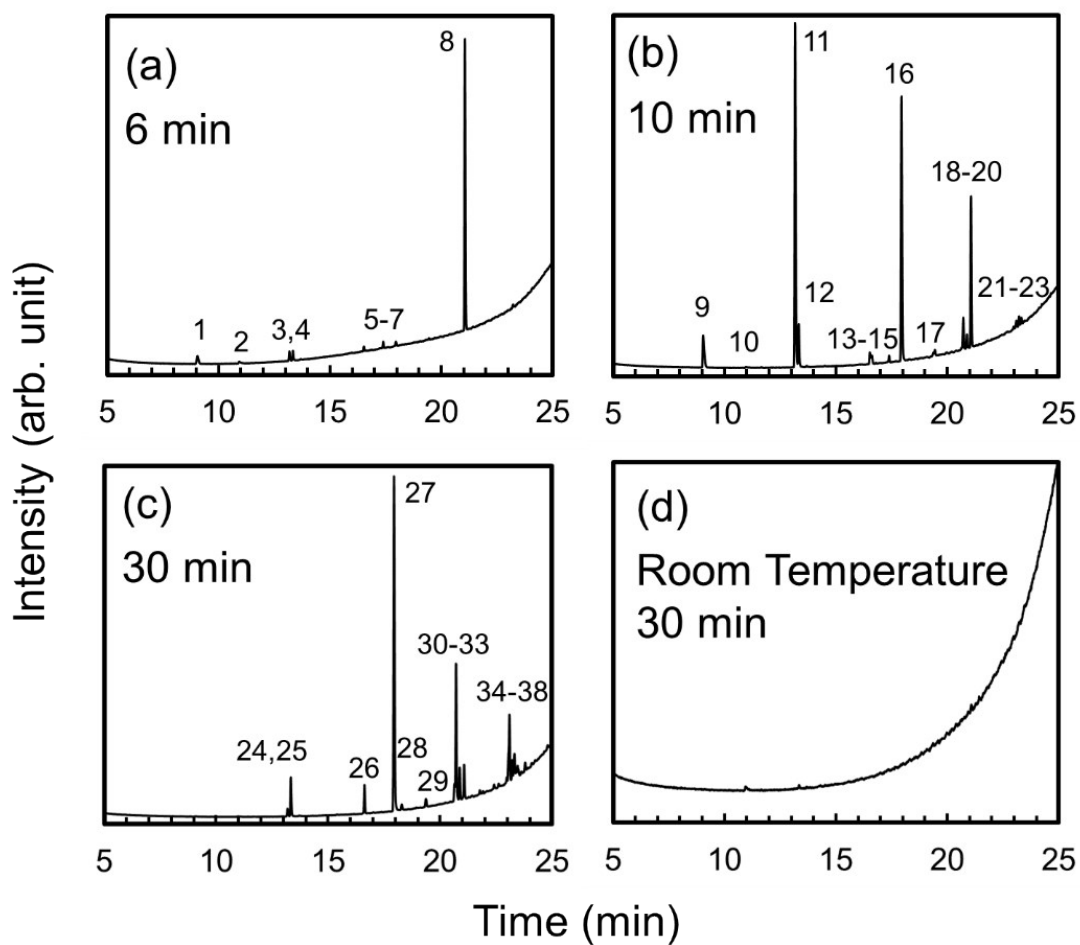 (a)
6 min
8
1
2
3,4
5-7
5 10 15 20 25
(b)
10 min
11
16
18-20
12
9
10
13-15
17
21-23
5 10 15 20 25
(c)
30 min
27
30-33
34-38
24,25
26
28
29
5 10 15 20 25
(d)
Room Temperature
30 min
5 10 15 20 25
Intensity (arb. unit)
Time (min)